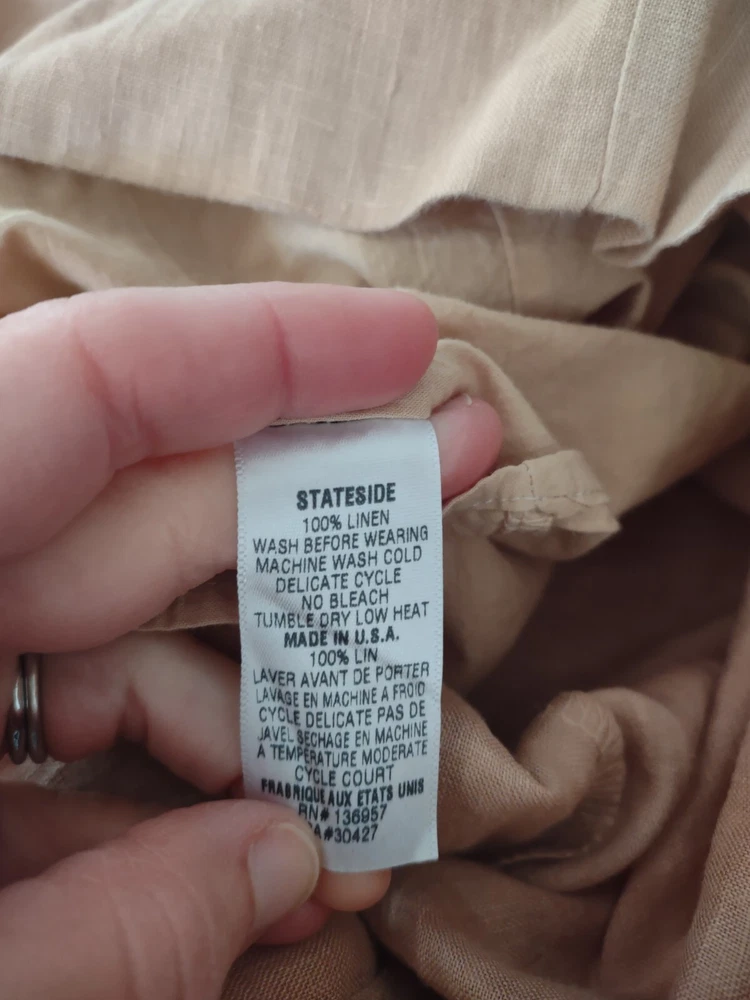 STATESIDE
100% LINEN
WASH BEFORE WEARING
MACHINE WASH COLD
DELICATE CYCLE
NO BLEACH
TUMBLE DRY LOW HEAT
MADE IN U.S.A.
100% LIN
LAVER AVANT DE PORTER
LAVAGE EN MACHINE A FROID
CYCLE DELICATE PAS DE
JAVEL SECHAGE EN MACHINE
A TEMPERATURE MODERATE
CYCLE COURT
FRABRIQUE AUX ETATS UNIS
RN# 136957
A#30427